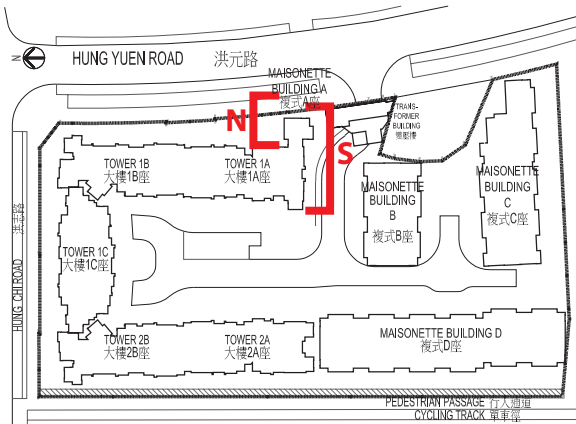 N
HUNG YUEN ROAD 洪元路
MAISONETTE
BUILDING A
複式A座
N
S
TRANS-
FORMER
BUILDING
變壓樓
TOWER 1B
大樓1B座
TOWER 1A
大樓1A座
MAISONETTE
BUILDING
B
複式B座
MAISONETTE
BUILDING
C
複式C座
HUNG CHI ROAD 洪志路
TOWER 1C
大樓1C座
TOWER 2B
大樓2B座
TOWER 2A
大樓2A座
MAISONETTE BUILDING D
複式D座
PEDESTRIAN PASSAGE 行人通道
CYCLING TRACK 單車徑